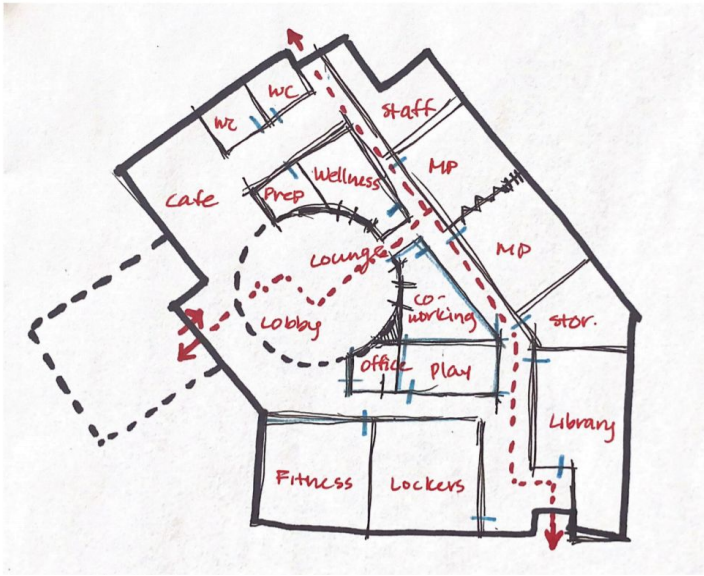 WC
WC
Staff
MP
Cafe
Prep
Wellness
MP
Lounge
Lobby
co-
working
Stor.
Office
Play
Library
Fitness
Lockers